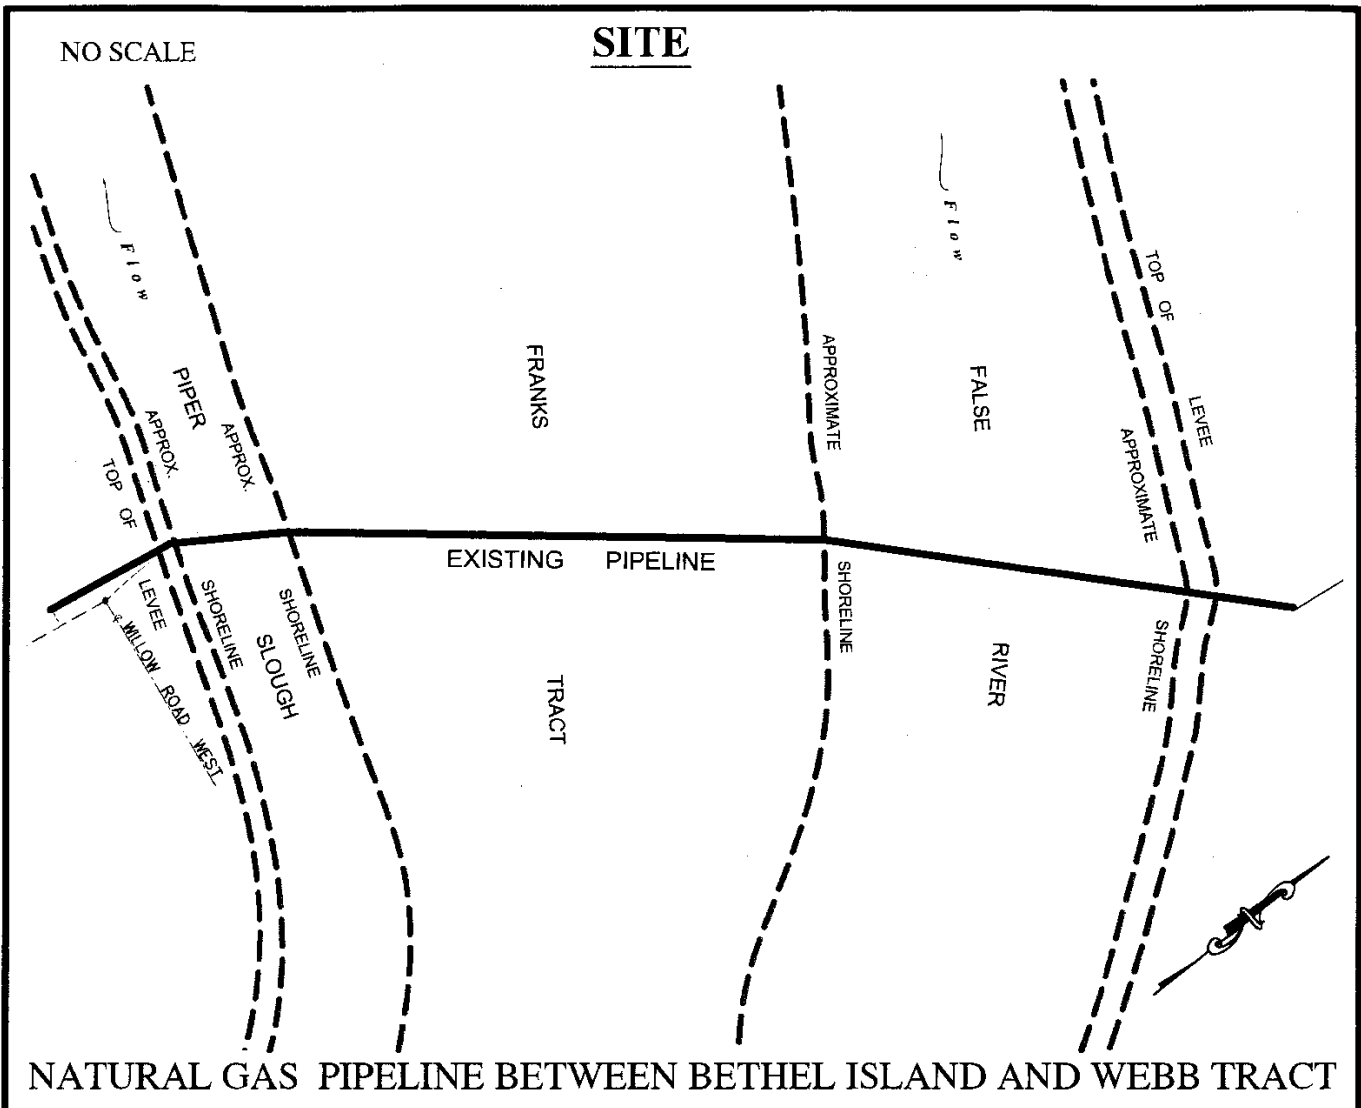 NO SCALE
SITE
Flow
Flow
PIPER
SLOUGH
FRANKS
TRACT
FALSE
RIVER
APPROX.
SHORELINE
APPROX.
SHORELINE
TOP OF
LEVEE
APPROXIMATE
SHORELINE
APPROXIMATE
SHORELINE
TOP OF
LEVEE
EXISTING PIPELINE
WILLOW ROAD WEST
NATURAL GAS PIPELINE BETWEEN BETHEL ISLAND AND WEBB TRACT